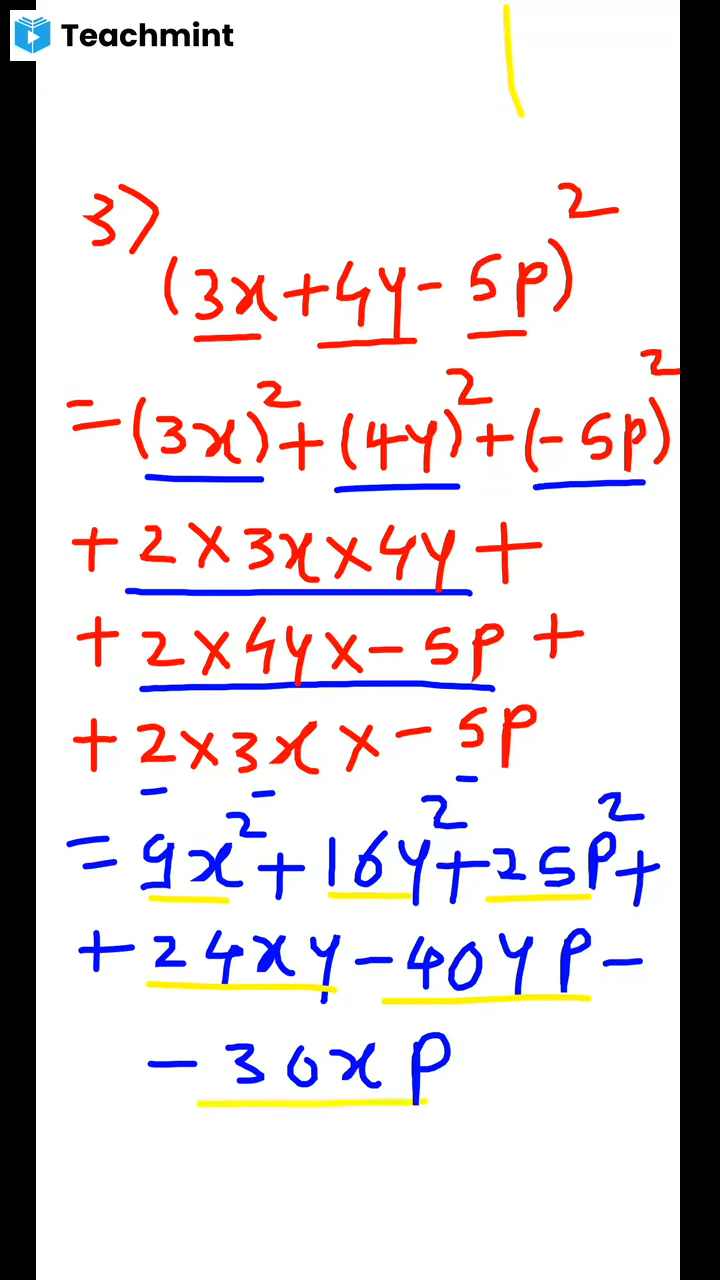 Teachmint
3)
(3x+4y-5p)²
=(3x)²+(4y)²+(-5p)²
+2×3x×4y+
+2×4y×-5p+
+2×3x×-5p
=9x²+16y²+25p²+
+24xy-40yp-
-30xp